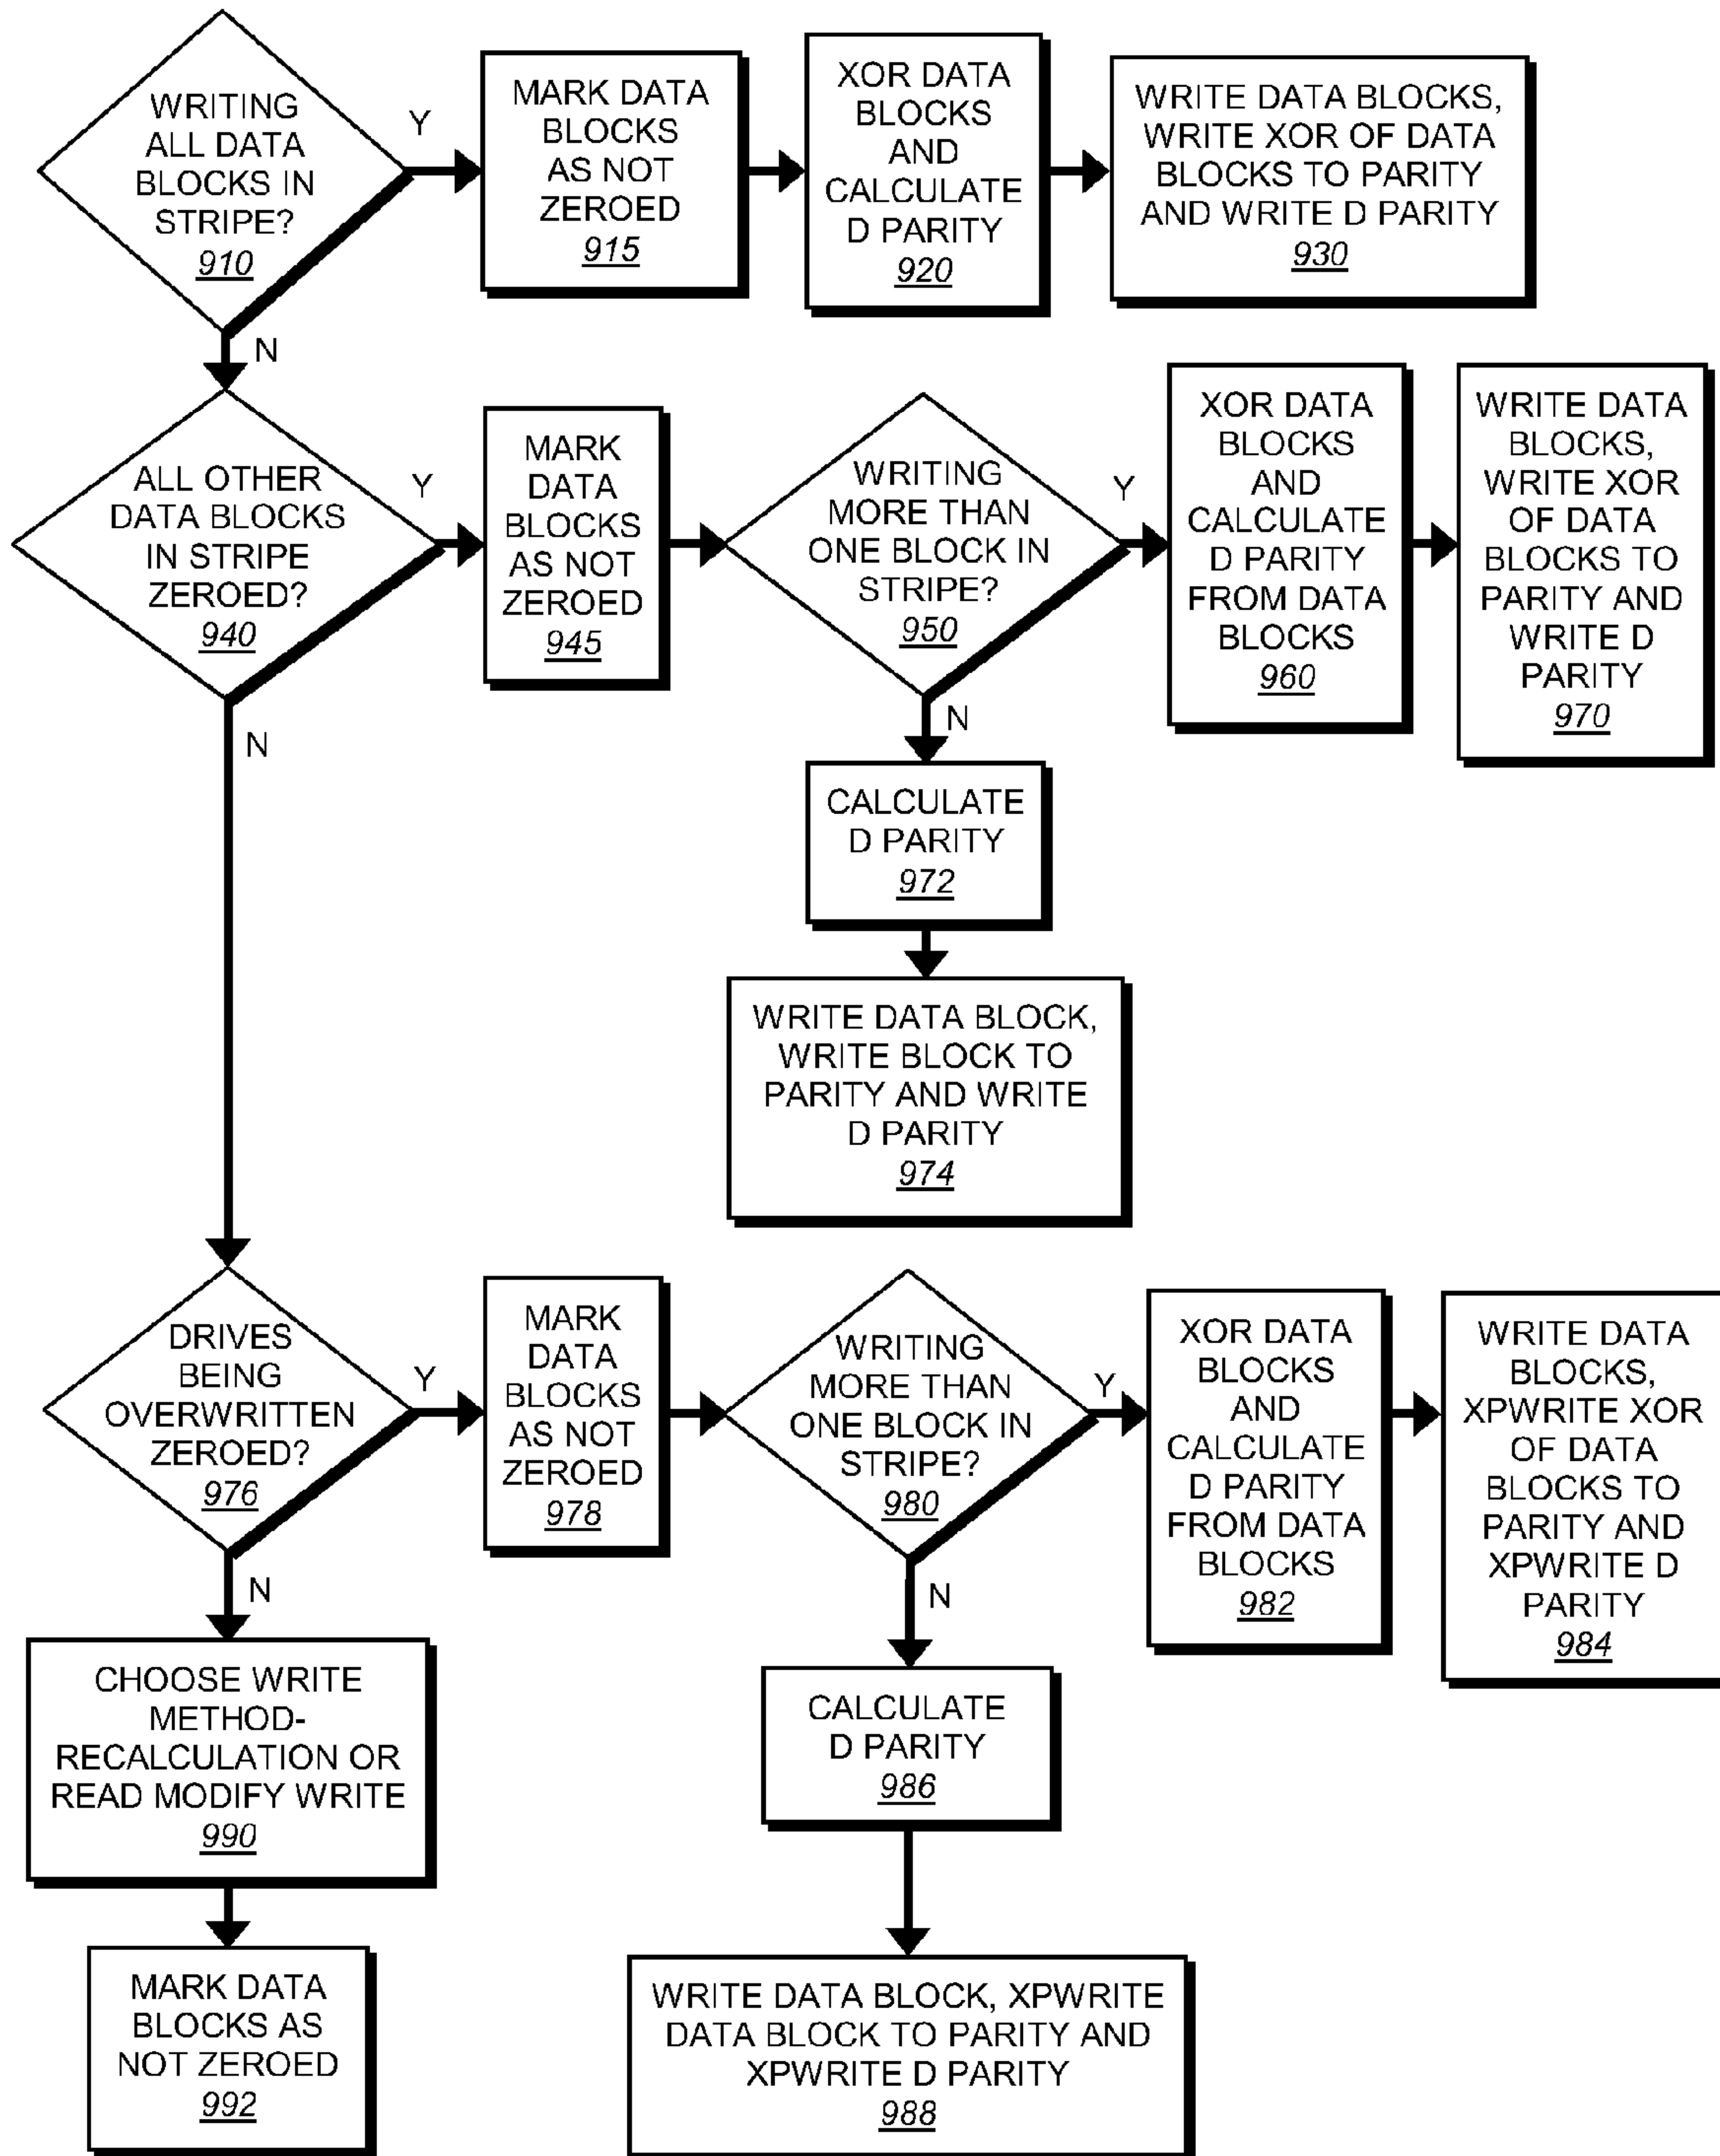 WRITING
ALL DATA
BLOCKS IN
STRIPE?
910
Y
N
MARK DATA
BLOCKS
AS NOT
ZEROED
915
XOR DATA
BLOCKS
AND
CALCULATE
D PARITY
920
WRITE DATA BLOCKS,
WRITE XOR OF DATA
BLOCKS TO PARITY
AND WRITE D PARITY
930
ALL OTHER
DATA BLOCKS
IN STRIPE
ZEROED?
940
Y
N
MARK
DATA
BLOCKS
AS NOT
ZEROED
945
WRITING
MORE THAN
ONE BLOCK IN
STRIPE?
950
Y
N
XOR DATA
BLOCKS
AND
CALCULATE
D PARITY
FROM DATA
BLOCKS
960
WRITE DATA
BLOCKS,
WRITE XOR
OF DATA
BLOCKS TO
PARITY AND
WRITE D
PARITY
970
CALCULATE
D PARITY
972
WRITE DATA BLOCK,
WRITE BLOCK TO
PARITY AND WRITE
D PARITY
974
DRIVES
BEING
OVERWRITTEN
ZEROED?
976
Y
N
MARK
DATA
BLOCKS
AS NOT
ZEROED
978
WRITING
MORE THAN
ONE BLOCK IN
STRIPE?
980
Y
N
XOR DATA
BLOCKS
AND
CALCULATE
D PARITY
FROM DATA
BLOCKS
982
WRITE DATA
BLOCKS,
XPWRITE XOR
OF DATA
BLOCKS TO
PARITY AND
XPWRITE D
PARITY
984
CHOOSE WRITE
METHOD-
RECALCULATION OR
READ MODIFY WRITE
990
CALCULATE
D PARITY
986
MARK DATA
BLOCKS AS
NOT ZEROED
992
WRITE DATA BLOCK, XPWRITE
DATA BLOCK TO PARITY AND
XPWRITE D PARITY
988